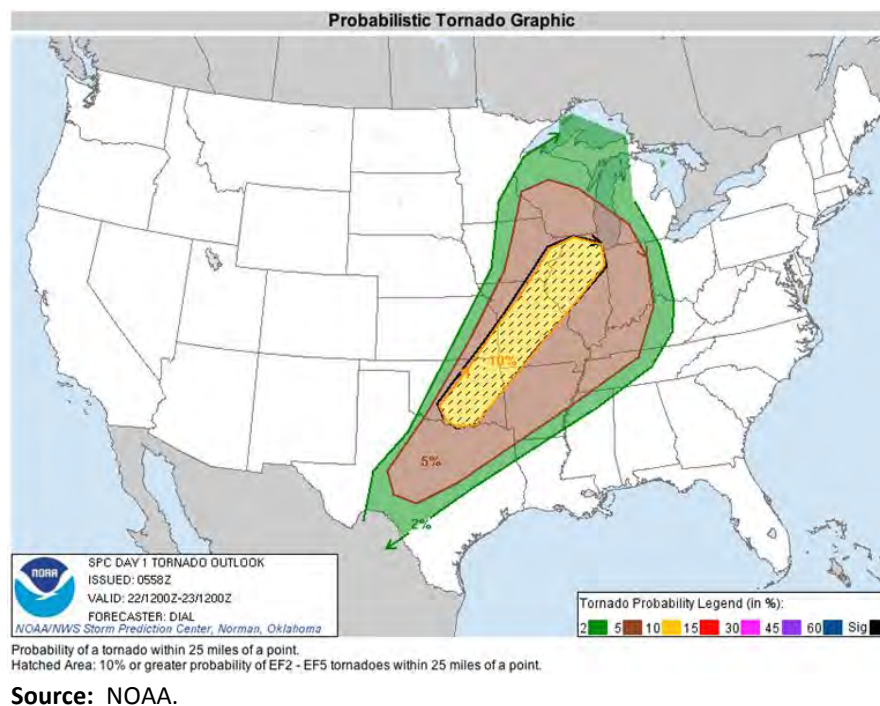 Probabilistic Tornado Graphic
10%
5%
2%
NOAA
SPC DAY 1 TORNADO OUTLOOK
ISSUED: 0558Z
VALID: 22/1200Z-23/1200Z
FORECASTER: DIAL
NOAA/NWS Storm Prediction Center, Norman, Oklahoma
Tornado Probability Legend (in %):
2 5 10 15 30 45 60 Sig
Probability of a tornado within 25 miles of a point.
Hatched Area: 10% or greater probability of EF2 - EF5 tornadoes within 25 miles of a point.
Source: NOAA.